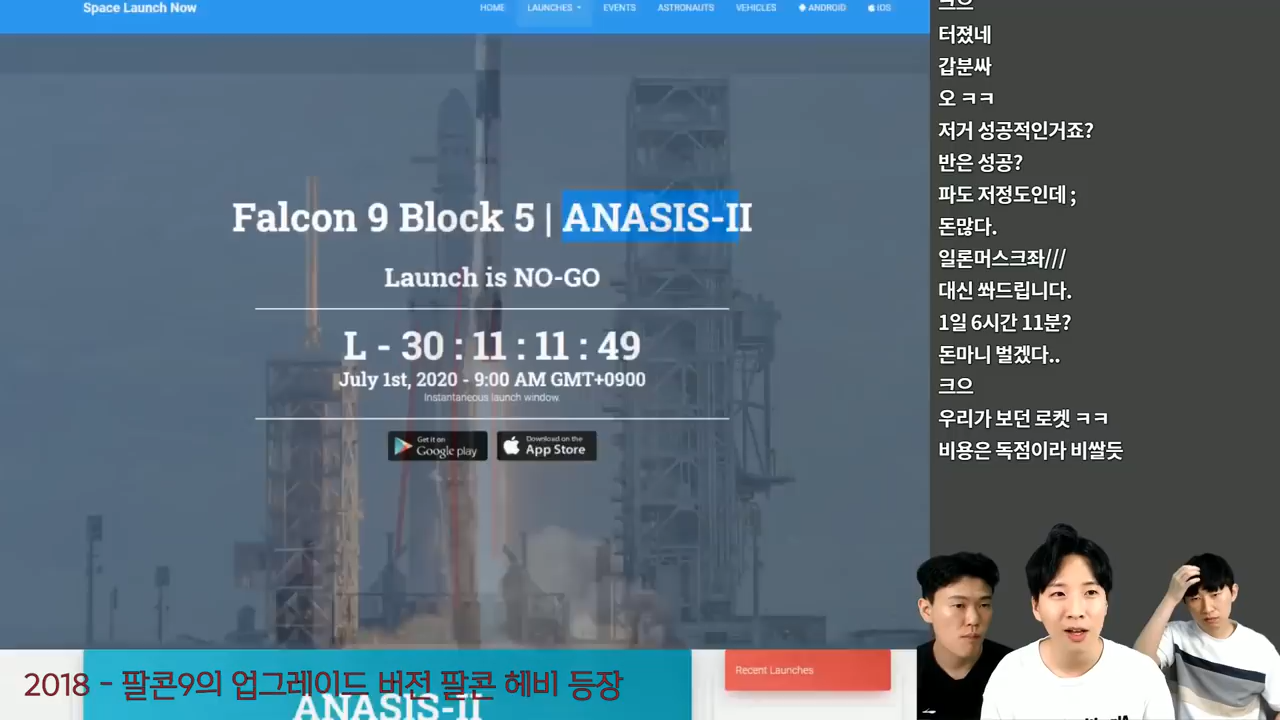 Space Launch Now
HOME LAUNCHES EVENTS ASTRONAUTS VEHICLES ANDROID iOS
Falcon 9 Block 5 | ANASIS-II
Launch is NO-GO
L - 30 : 11 : 11 : 49
July 1st, 2020 - 9:00 AM GMT+0900
Instantaneous launch window.
Get it on
Google play
Download on the
App Store
Recent Launches
ANASIS-II
2018 - 팔콘9의 업그레이드 버전 팔콘 헤비 등장
터졌네
갑분싸
오 ㅋㅋ
저거 성공적인거죠?
반은 성공?
파도 저정도인데 ;
돈많다.
일론머스크좌///
대신 쏴드립니다.
1일 6시간 11분?
돈마니 벌겠다..
크으
우리가 보던 로켓 ㅋㅋ
비용은 독점이라 비쌀듯